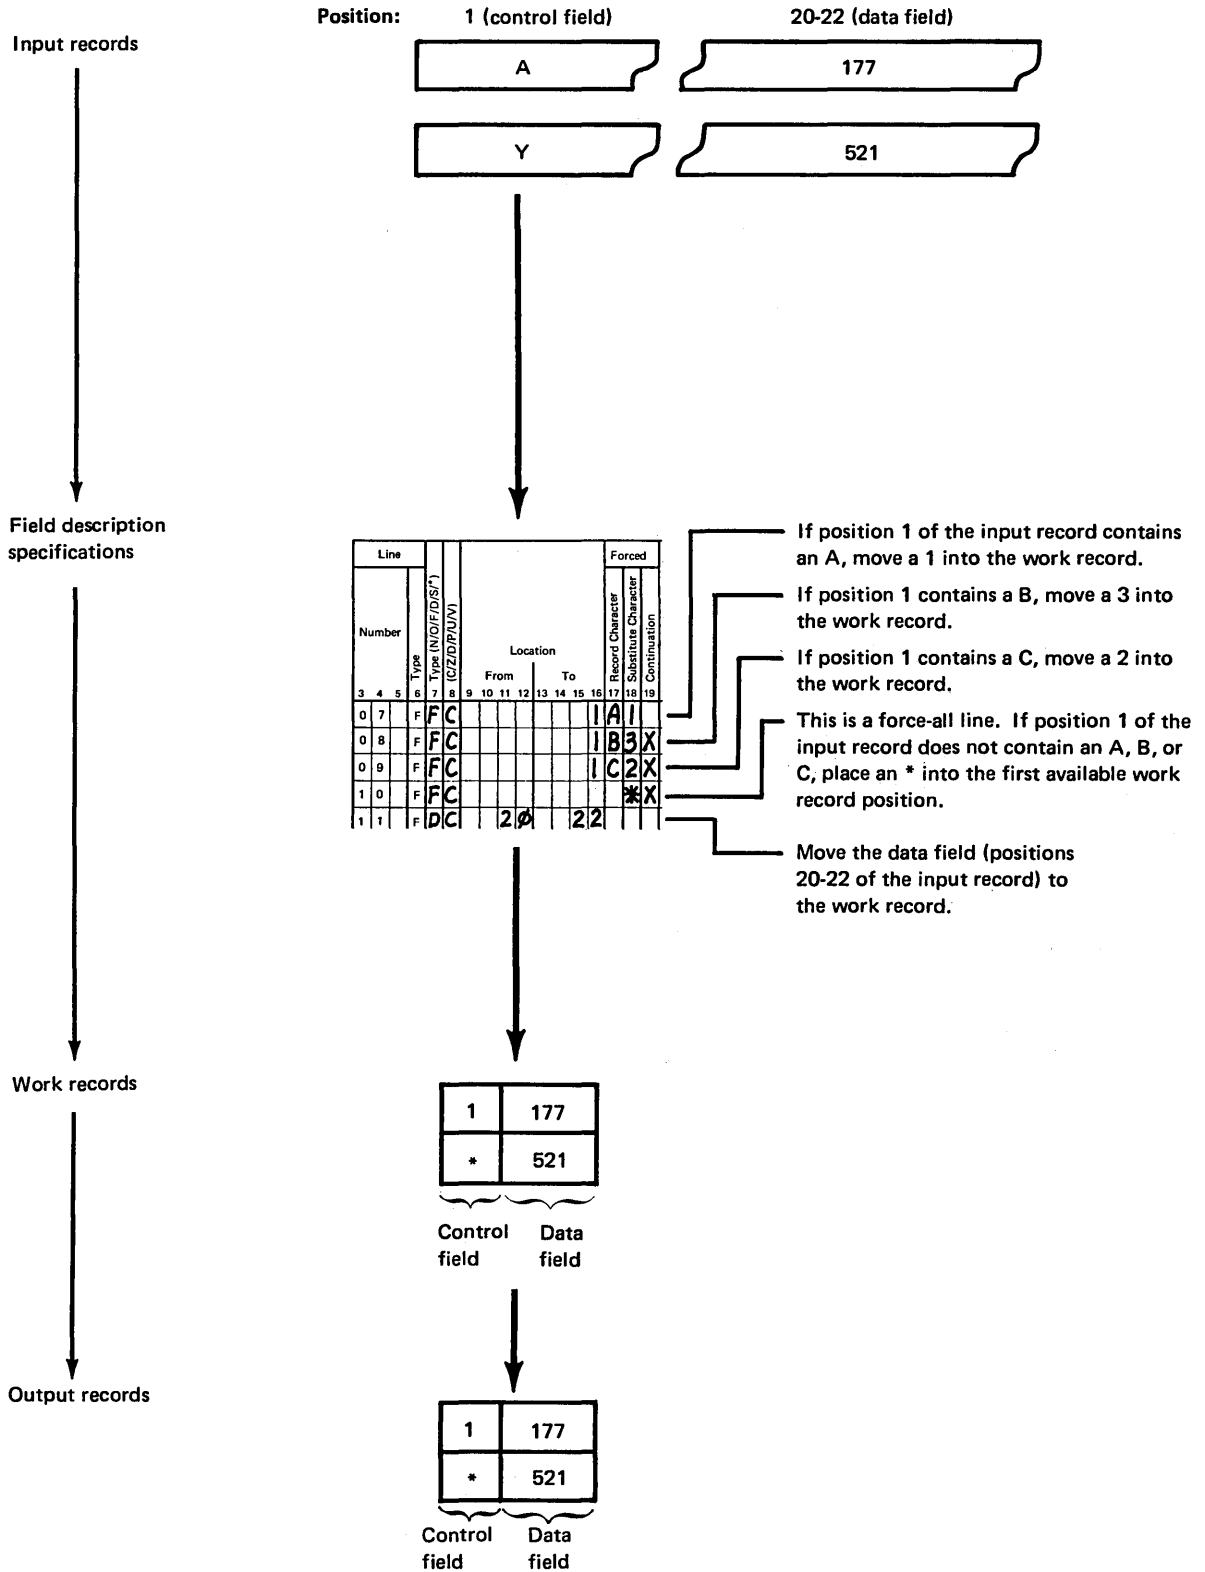 Position: 1 (control field) 20-22 (data field)
Input records
A 177
Y 521
Field description
specifications
Line Forced
Number
Type
Type (N/O/F/D/S/*)
(C/Z/D/P/U/V)
Location
From To
Record Character
Substitute Character
Continuation
3 4 5 6 7 8 9 10 11 12 13 14 15 16 17 18 19
0 7 F F C 1 A 1
0 8 F F C 1 B 3 X
0 9 F F C 1 C 2 X
1 0 F F C * X
1 1 F D C 2 Ø 2 2
If position 1 of the input record contains
an A, move a 1 into the work record.
If position 1 contains a B, move a 3 into
the work record.
If position 1 contains a C, move a 2 into
the work record.
This is a force-all line. If position 1 of the
input record does not contain an A, B, or
C, place an * into the first available work
record position.
Move the data field (positions
20-22 of the input record) to
the work record.
Work records
1 177
* 521
Control Data
field field
Output records
1 177
* 521
Control Data
field field